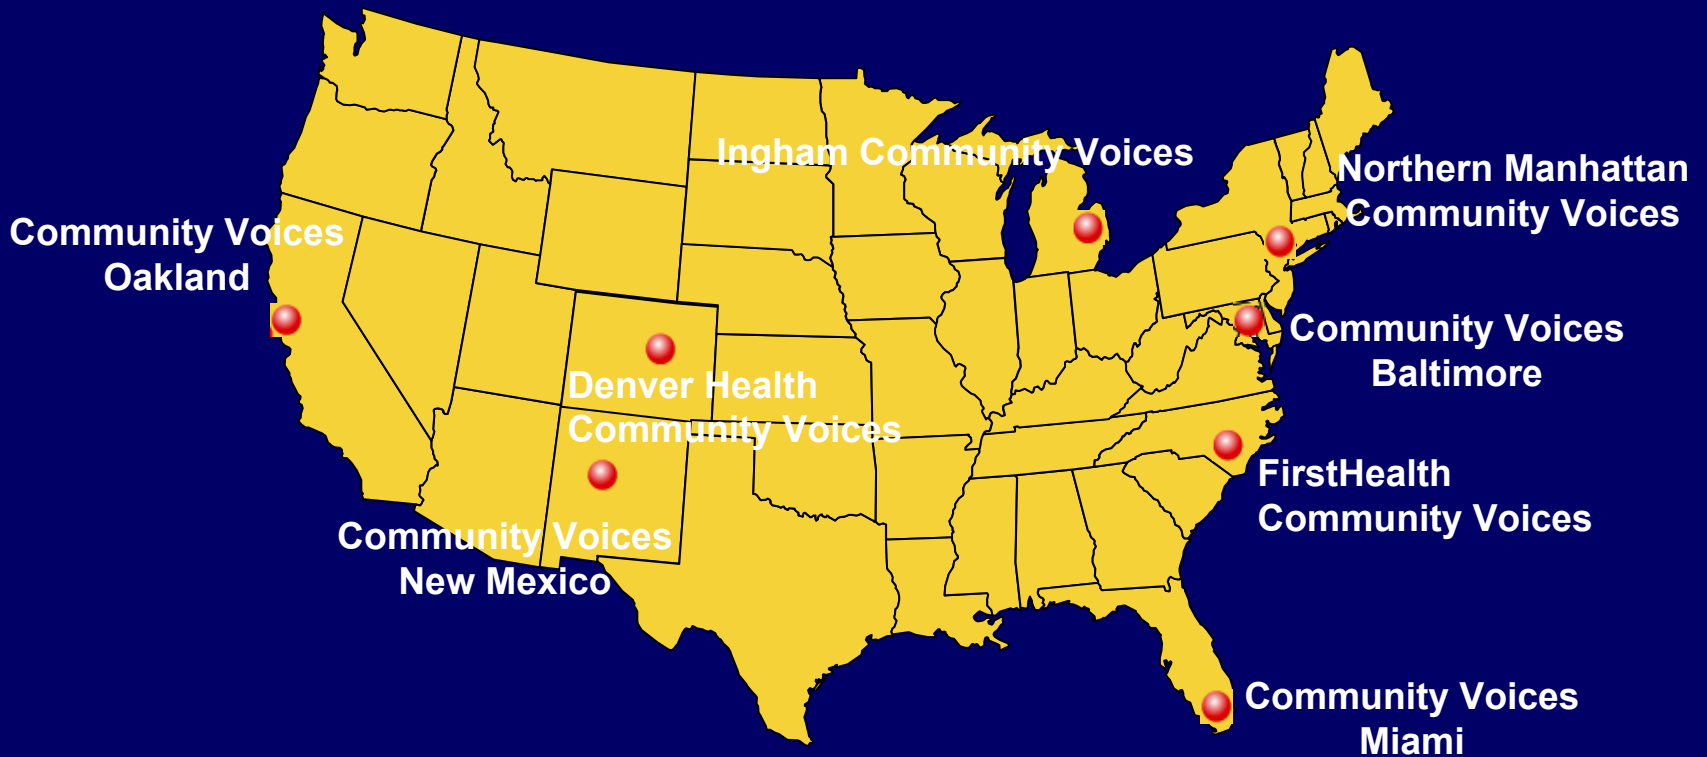 Ingham Community Voices
Northern Manhattan
Community Voices
Community Voices
Oakland
Community Voices
Baltimore
Denver Health
Community Voices
FirstHealth
Community Voices
Community Voices
New Mexico
Community Voices
Miami